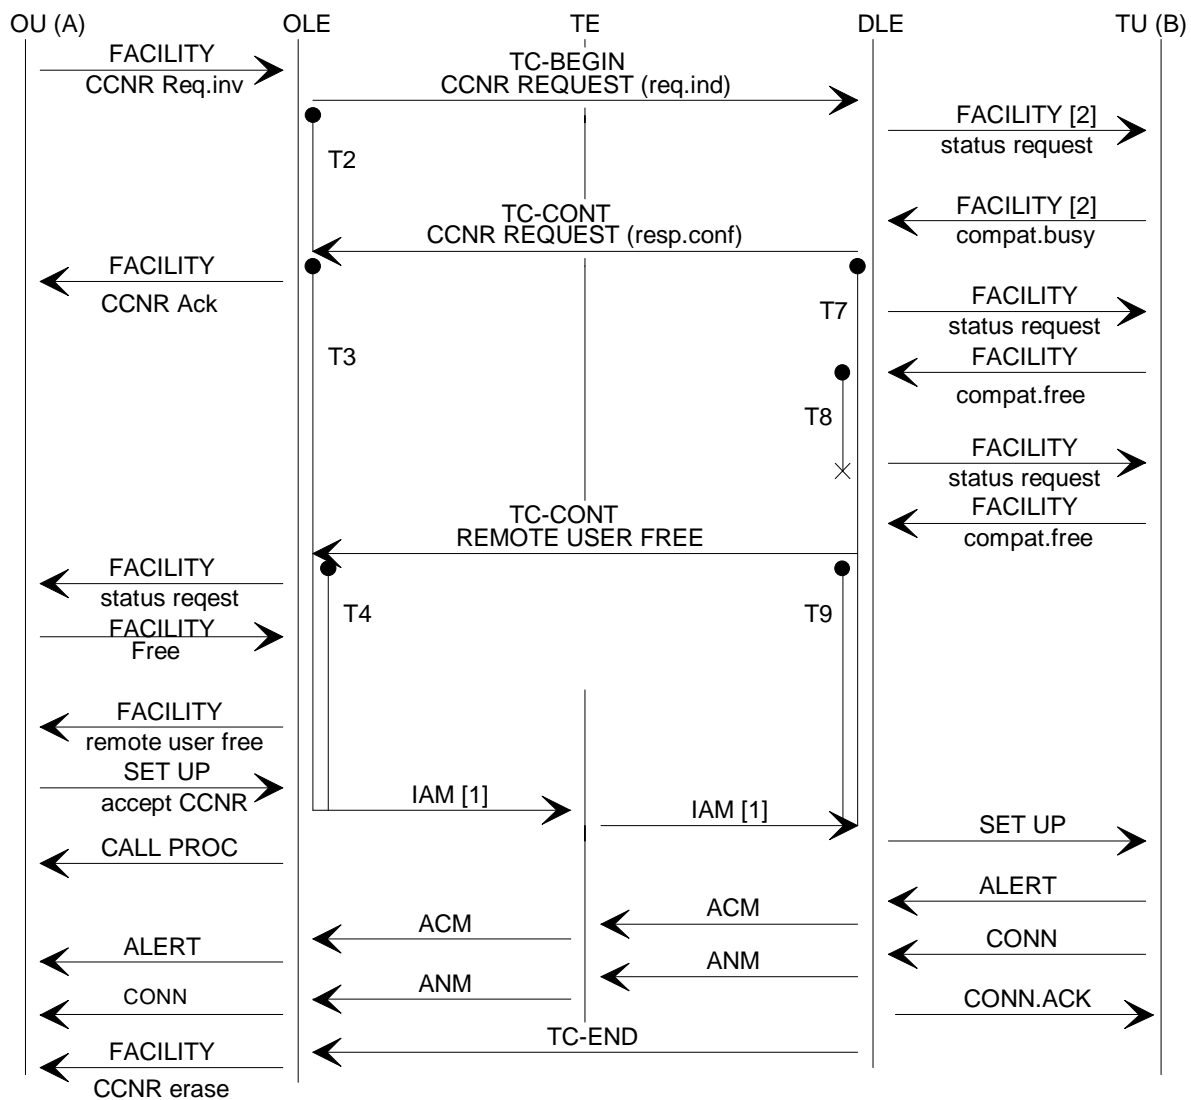 OU (A) OLE TE DLE TU (B)
FACILITY
CCNR Req.inv
TC-BEGIN
CCNR REQUEST (req.ind)
FACILITY [2]
status request
T2
FACILITY [2]
compat.busy
TC-CONT
CCNR REQUEST (resp.conf)
FACILITY
CCNR Ack
T7
FACILITY
status request
T3
FACILITY
compat.free
T8
FACILITY
status request
FACILITY
compat.free
TC-CONT
REMOTE USER FREE
FACILITY
status reqest
T4
T9
FACILITY
Free
FACILITY
remote user free
SET UP
accept CCNR
IAM [1]
IAM [1]
SET UP
CALL PROC
ALERT
ACM
ACM
ALERT
CONN
ANM
ANM
CONN
CONN.ACK
TC-END
FACILITY
CCNR erase